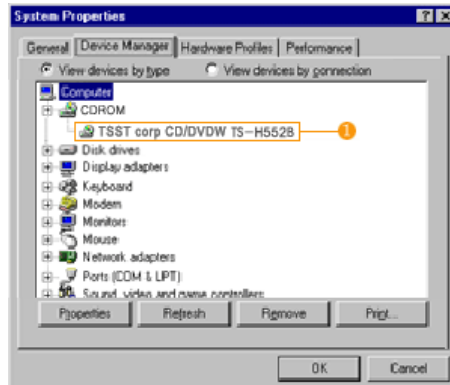 System Properties
General Device Manager Hardware Profiles Performance
View devices by type View devices by connection
Computer
CDROM
TSST corp CD/DVDW TS-H552B 1
Disk drives
Display adapters
Keyboard
Modem
Monitors
Mouse
Network adapters
Ports (COM & LPT)
Sound, video and game controllers
Properties Refresh Remove Print...
OK Cancel